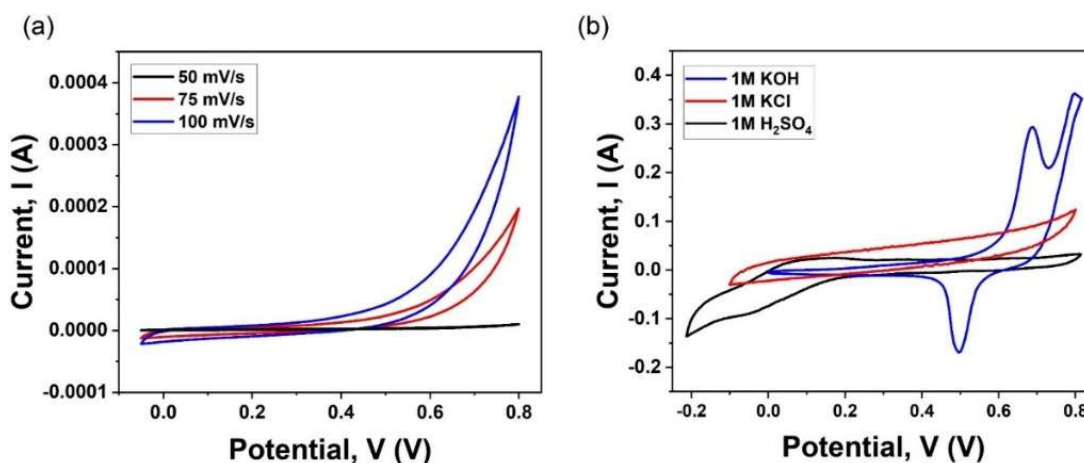 (a)
50 mV/s
75 mV/s
100 mV/s
0.0004
0.0003
0.0002
0.0001
0.0000
-0.0001
Current, I (A)
0.0 0.2 0.4 0.6 0.8
Potential, V (V)
(b)
1M KOH
1M KCl
1M H₂SO₄
0.4
0.3
0.2
0.1
0.0
-0.1
-0.2
Current, I (A)
-0.2 0.0 0.2 0.4 0.6 0.8
Potential, V (V)